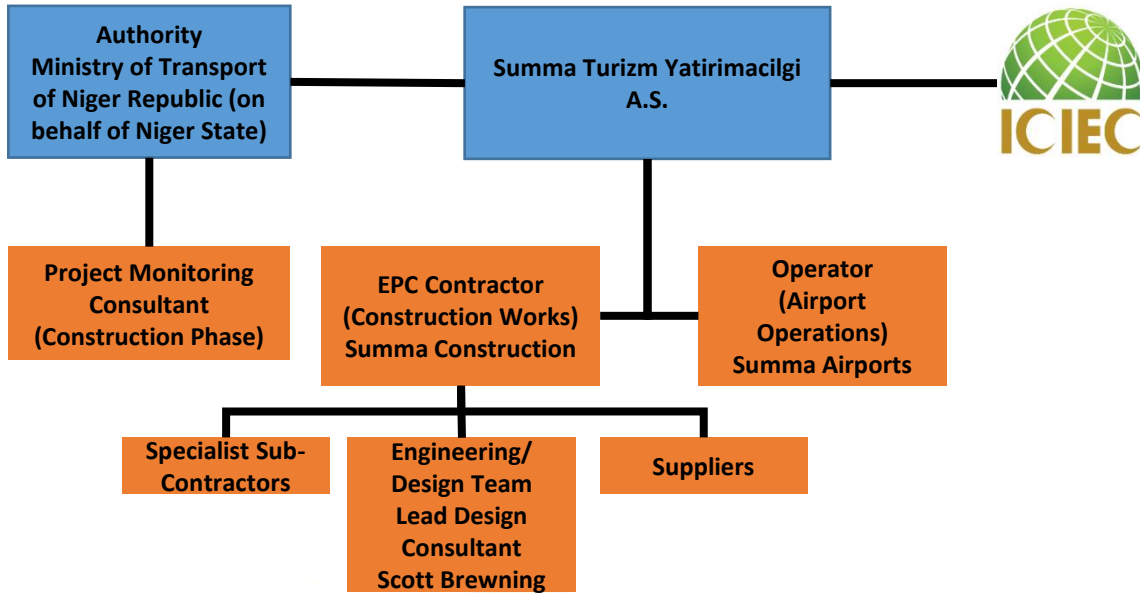 Authority
Ministry of Transport
of Niger Republic (on
behalf of Niger State)
Summa Turizm Yatirimacilgi
A.S.
ICIEC
Project Monitoring
Consultant
(Construction Phase)
EPC Contractor
(Construction Works)
Summa Construction
Operator
(Airport
Operations)
Summa Airports
Specialist Sub-
Contractors
Engineering/
Design Team
Lead Design
Consultant
Scott Brewning
Suppliers